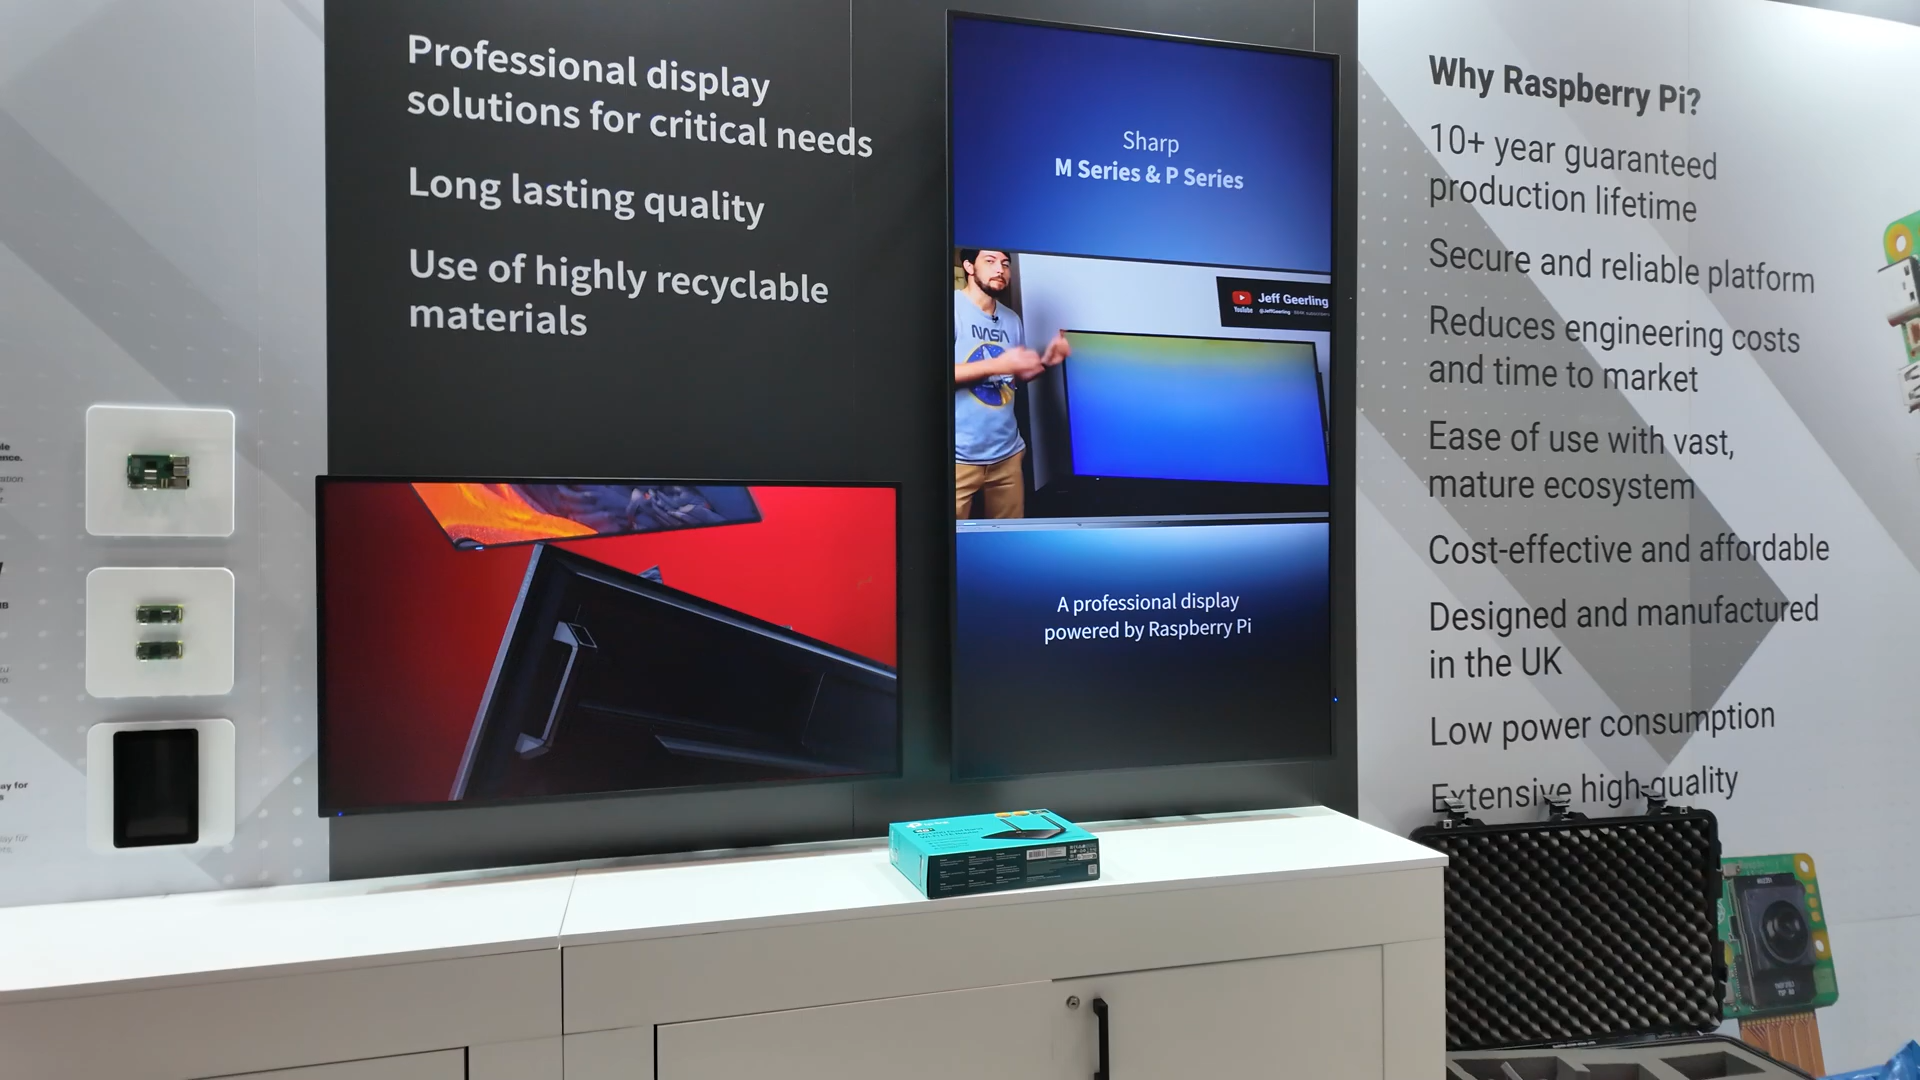 Professional display
solutions for critical needs
Long lasting quality
Use of highly recyclable
materials
Sharp
M Series & P Series
Jeff Geerling
YouTube
@JeffGeerling
NASA
A professional display
powered by Raspberry Pi
Why Raspberry Pi?
10+ year guaranteed
production lifetime
Secure and reliable platform
Reduces engineering costs
and time to market
Ease of use with vast,
mature ecosystem
Cost-effective and affordable
Designed and manufactured
in the UK
Low power consumption
Extensive high-quality